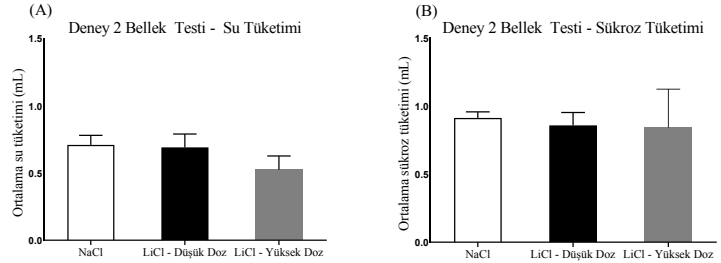 (A)
Deney 2 Bellek Testi - Su Tüketimi
Ortalama su tüketimi (mL)
1.5
1.0
0.5
0.0
NaCl
LiCl - Düşük Doz
LiCl - Yüksek Doz
(B)
Deney 2 Bellek Testi - Sükroz Tüketimi
Ortalama sükroz tüketimi (mL)
1.5
1.0
0.5
0.0
NaCl
LiCl - Düşük Doz
LiCl - Yüksek Doz